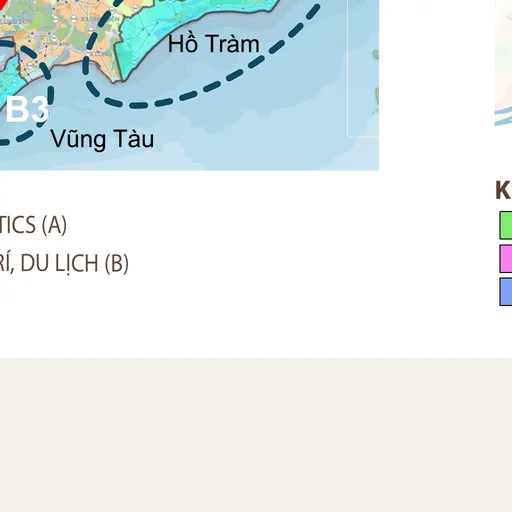 Hồ Tràm
B3
Vũng Tàu
K
TICS (A)
RÍ, DU LỊCH (B)